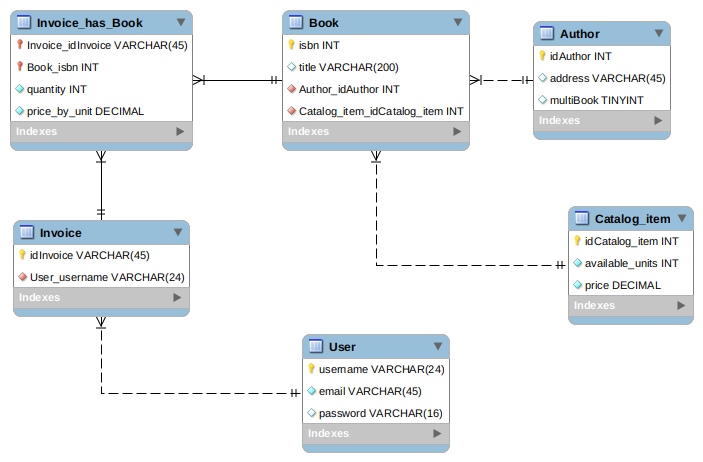 Invoice_has_Book
Invoice_idInvoice VARCHAR(45)
Book_isbn INT
quantity INT
price_by_unit DECIMAL
Indexes
Book
isbn INT
title VARCHAR(200)
Author_idAuthor INT
Catalog_item_idCatalog_item INT
Indexes
Author
idAuthor INT
address VARCHAR(45)
multiBook TINYINT
Indexes
Invoice
idInvoice VARCHAR(45)
User_username VARCHAR(24)
Indexes
Catalog_item
idCatalog_item INT
available_units INT
price DECIMAL
Indexes
User
username VARCHAR(24)
email VARCHAR(45)
password VARCHAR(16)
Indexes